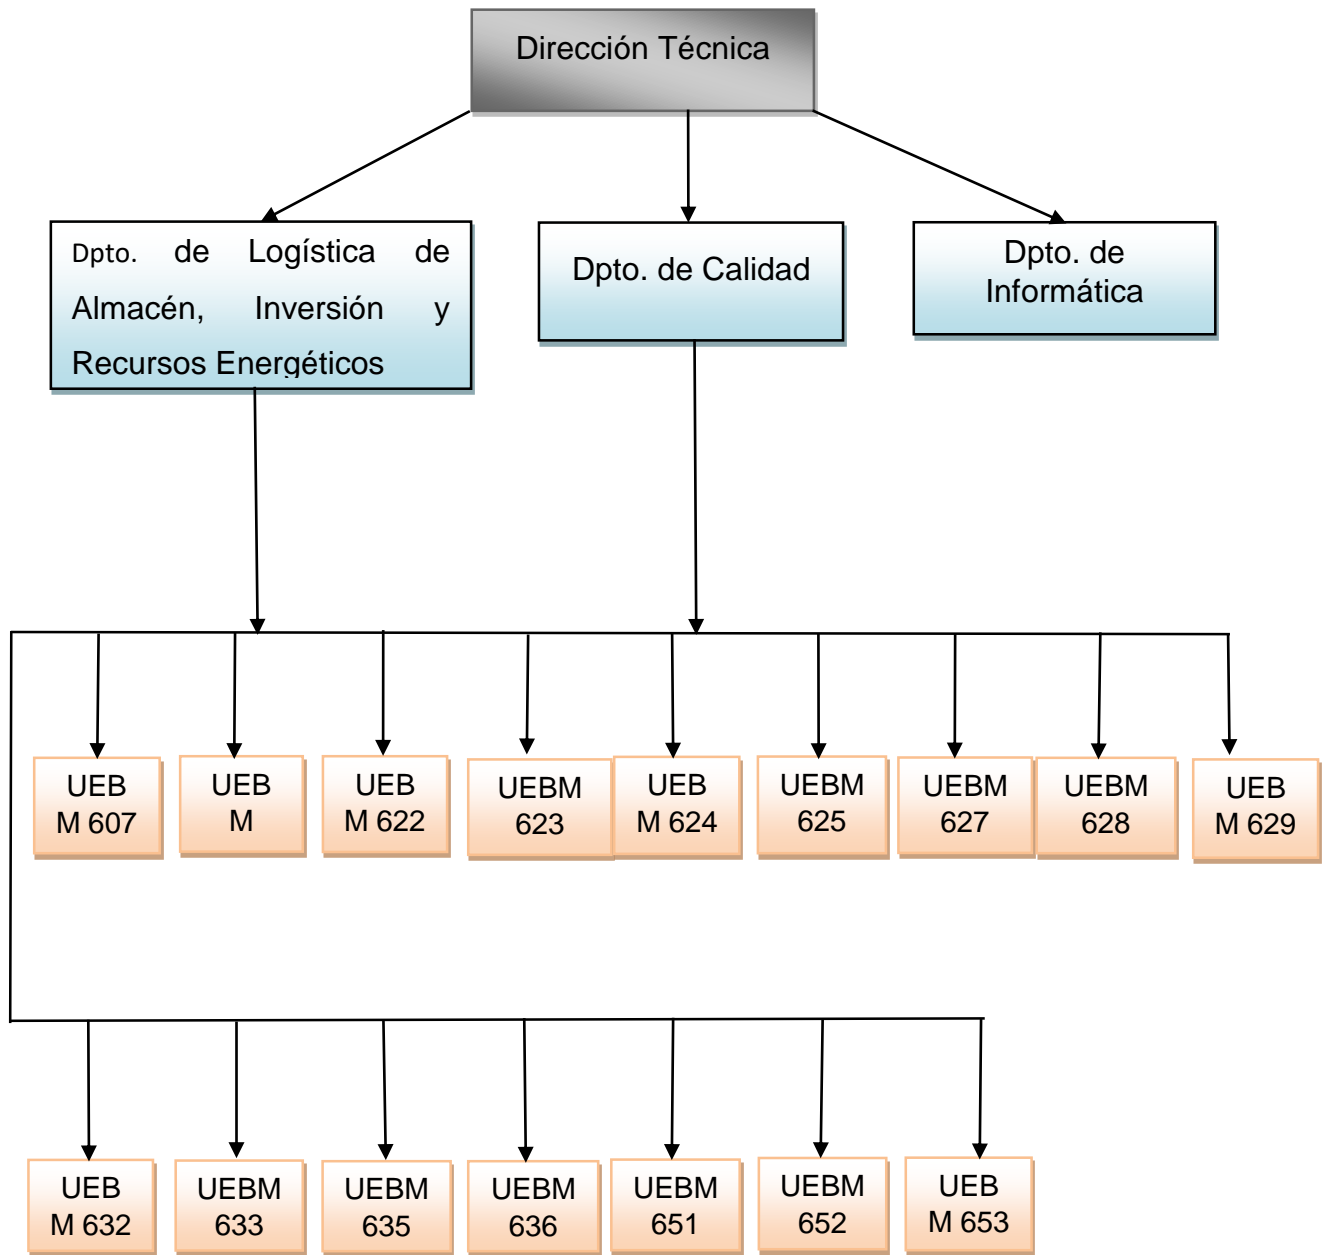 Dirección Técnica
Dpto. de Logística de
Almacén, Inversión y
Recursos Energéticos
Dpto. de Calidad
Dpto. de
Informática
UEB
M 607
UEB
M
UEB
M 622
UEBM
623
UEB
M 624
UEBM
625
UEBM
627
UEBM
628
UEB
M 629
UEB
M 632
UEBM
633
UEBM
635
UEBM
636
UEBM
651
UEBM
652
UEB
M 653